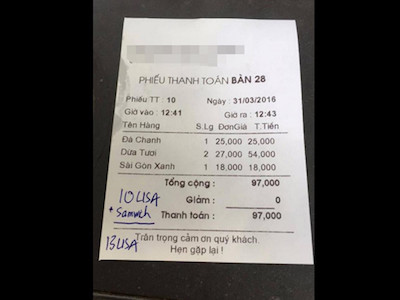 PHIẾU THANH TOÁN BÀN 28
Phiếu TT : 10 Ngày : 31/03/2016
Giờ vào : 12:41 Giờ ra : 12:43
Tên Hàng S.Lg ĐơnGiá T.Tiền
Đá Chanh 1 25,000 25,000
Dừa Tươi 2 27,000 54,000
Sài Gòn Xanh 1 18,000 18,000
Tổng cộng : 97,000
10 USA Giảm : 0
+ Samwich Thanh toán : 97,000
13 USA Trân trọng cảm ơn quý khách.
Hẹn gặp lại !